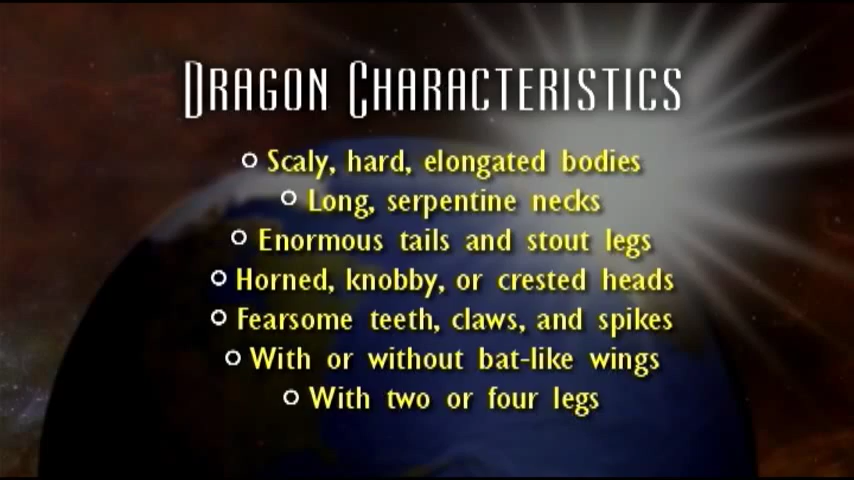 Dragon Characteristics
Scaly, hard, elongated bodies
Long, serpentine necks
Enormous tails and stout legs
Horned, knobby, or crested heads
Fearsome teeth, claws, and spikes
With or without bat-like wings
With two or four legs